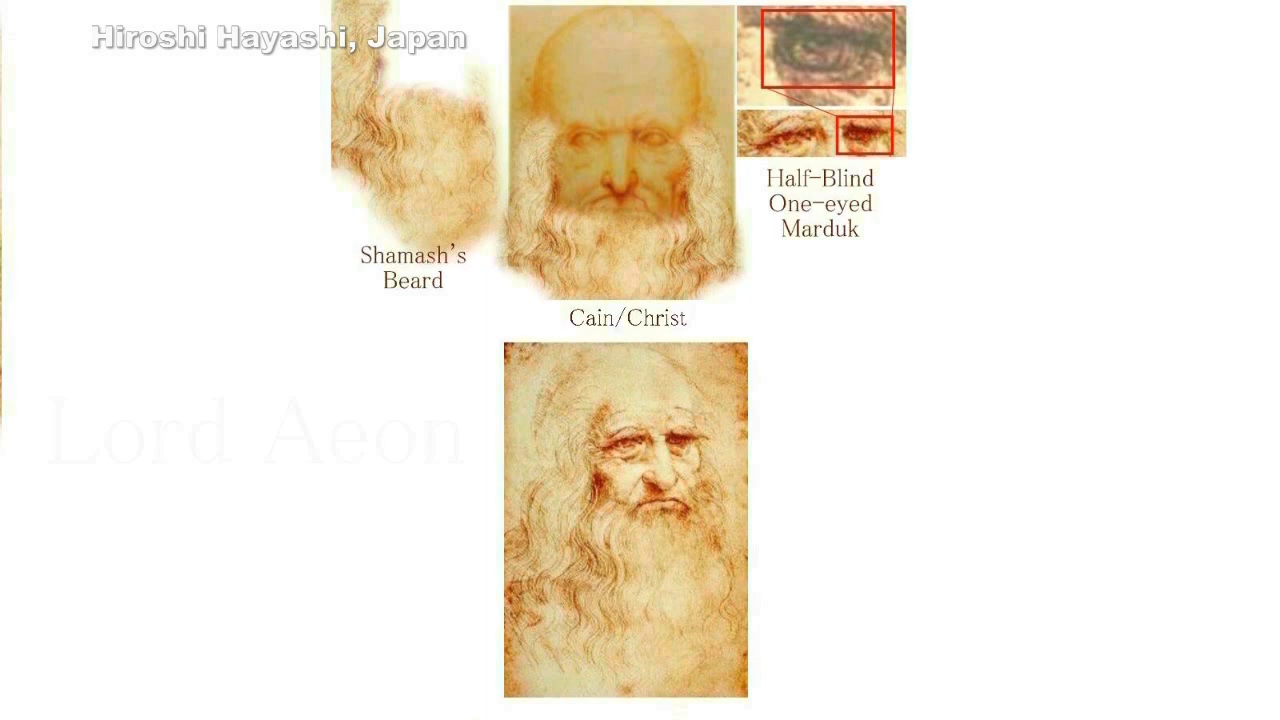 Hiroshi Hayashi, Japan
Shamash's
Beard
Half-Blind
One-eyed
Marduk
Cain/Christ
Lord Aeon